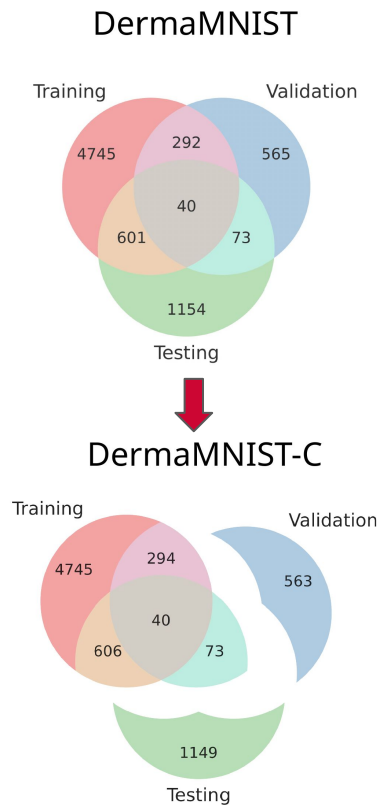 DermaMNIST
Training
Validation
4745
292
565
40
601
73
1154
Testing
DermaMNIST-C
Training
Validation
4745
294
563
40
606
73
1149
Testing